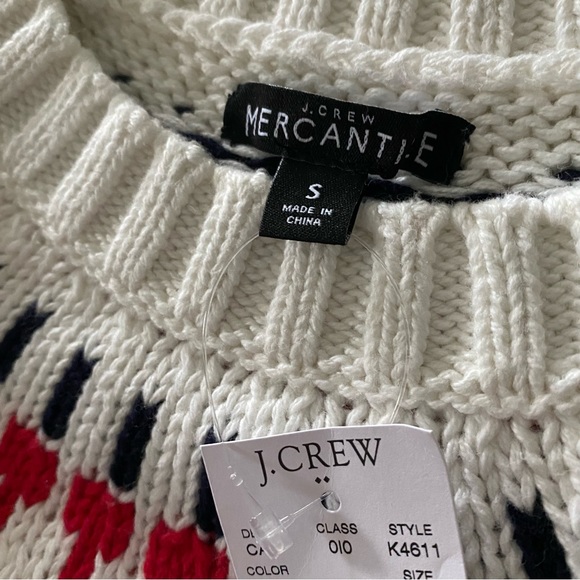 J.CREW
MERCANTILE
S
MADE IN
CHINA
J.CREW
CLASS STYLE
010 K4611
COLOR SIZE